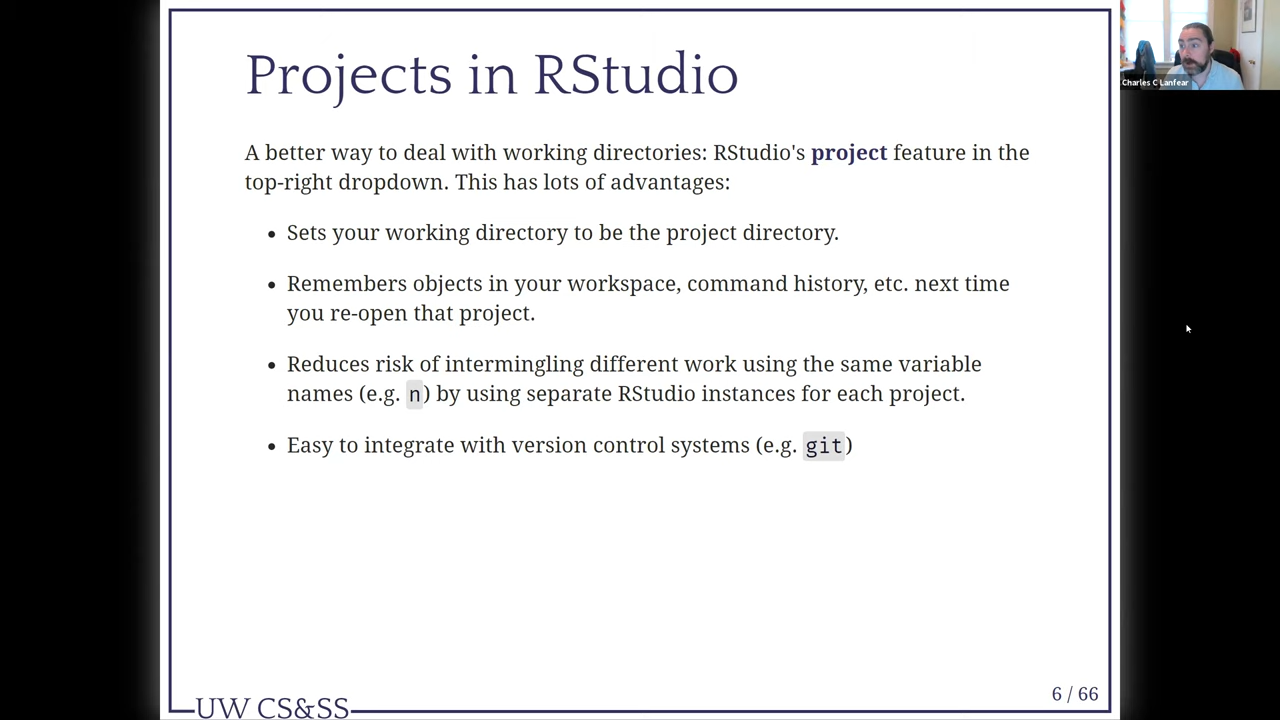 Projects in RStudio
A better way to deal with working directories: RStudio's project feature in the
top-right dropdown. This has lots of advantages:
• Sets your working directory to be the project directory.
• Remembers objects in your workspace, command history, etc. next time
you re-open that project.
• Reduces risk of intermingling different work using the same variable
names (e.g. n) by using separate RStudio instances for each project.
• Easy to integrate with version control systems (e.g. git)
UW CS&SS
6 / 66
Charles C Lanfear